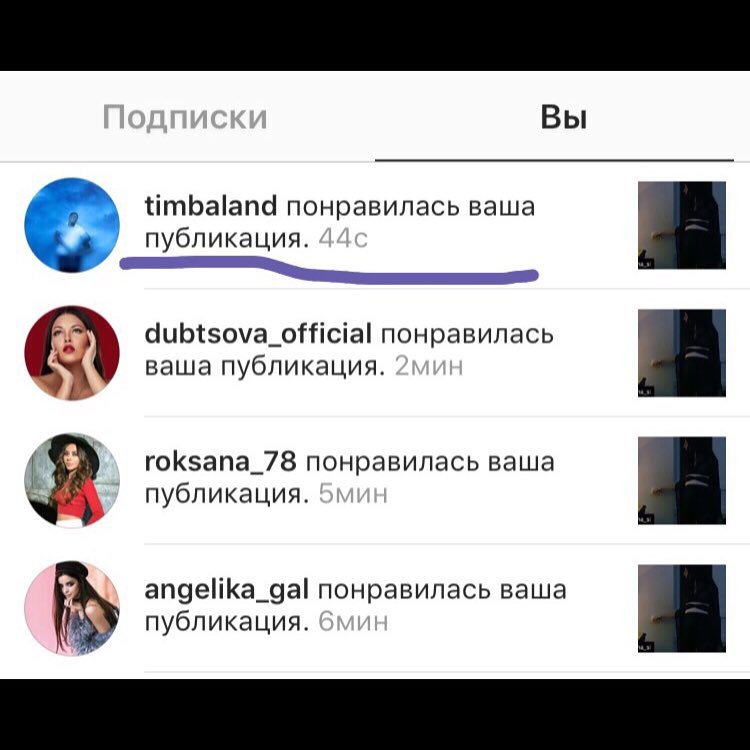 Подписки
Вы
timbaland понравилась ваша
публикация. 44с
dubtsova_official понравилась
ваша публикация. 2мин
roksana_78 понравилась ваша
публикация. 5мин
angelika_gal понравилась ваша
публикация. 6мин